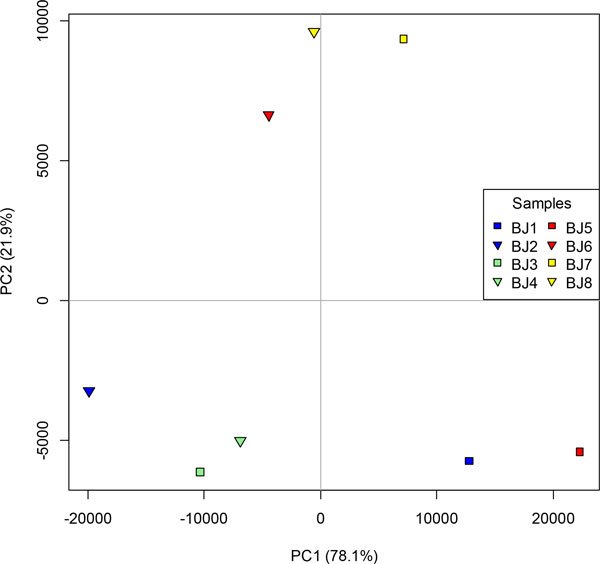 10000
5000
0
-5000
PC2 (21.9%)
Samples
BJ1 BJ5
BJ2 BJ6
BJ3 BJ7
BJ4 BJ8
-20000 -10000 0 10000 20000
PC1 (78.1%)